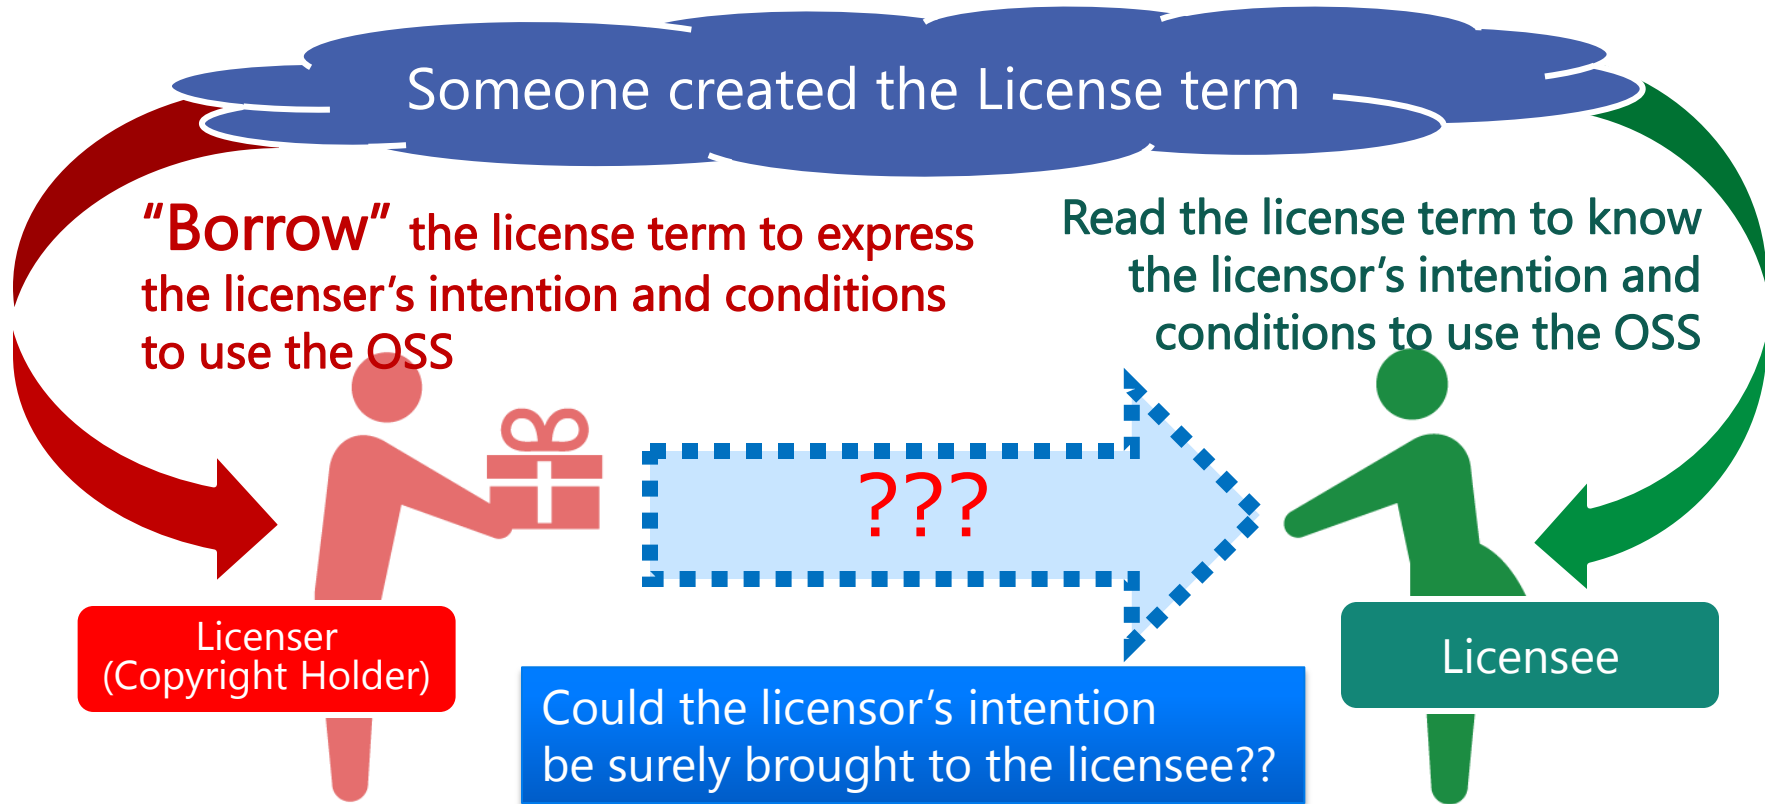 Someone created the License term
“Borrow” the license term to express
the licenser’s intention and conditions
to use the OSS
Read the license term to know
the licensor’s intention and
conditions to use the OSS
???
Licenser
(Copyright Holder)
Licensee
Could the licensor’s intention
be surely brought to the licensee??